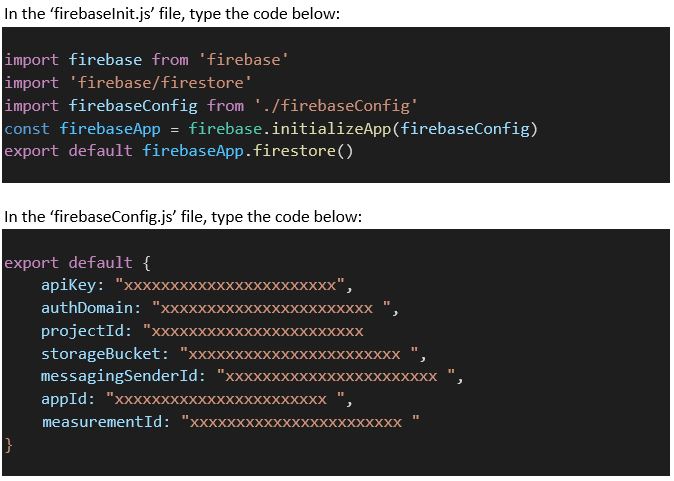 In the ‘firebaseInit.js’ file, type the code below:
import firebase from 'firebase'
import 'firebase/firestore'
import firebaseConfig from './firebaseConfig'
const firebaseApp = firebase.initializeApp(firebaseConfig)
export default firebaseApp.firestore()
In the ‘firebaseConfig.js’ file, type the code below:
export default {
apiKey: "xxxxxxxxxxxxxxxxxxxxxxx",
authDomain: "xxxxxxxxxxxxxxxxxxxxxxx ",
projectId: "xxxxxxxxxxxxxxxxxxxxxxx
storageBucket: "xxxxxxxxxxxxxxxxxxxxxxx ",
messagingSenderId: "xxxxxxxxxxxxxxxxxxxxxxx ",
appId: "xxxxxxxxxxxxxxxxxxxxxxx ",
measurementId: "xxxxxxxxxxxxxxxxxxxxxxx "
}